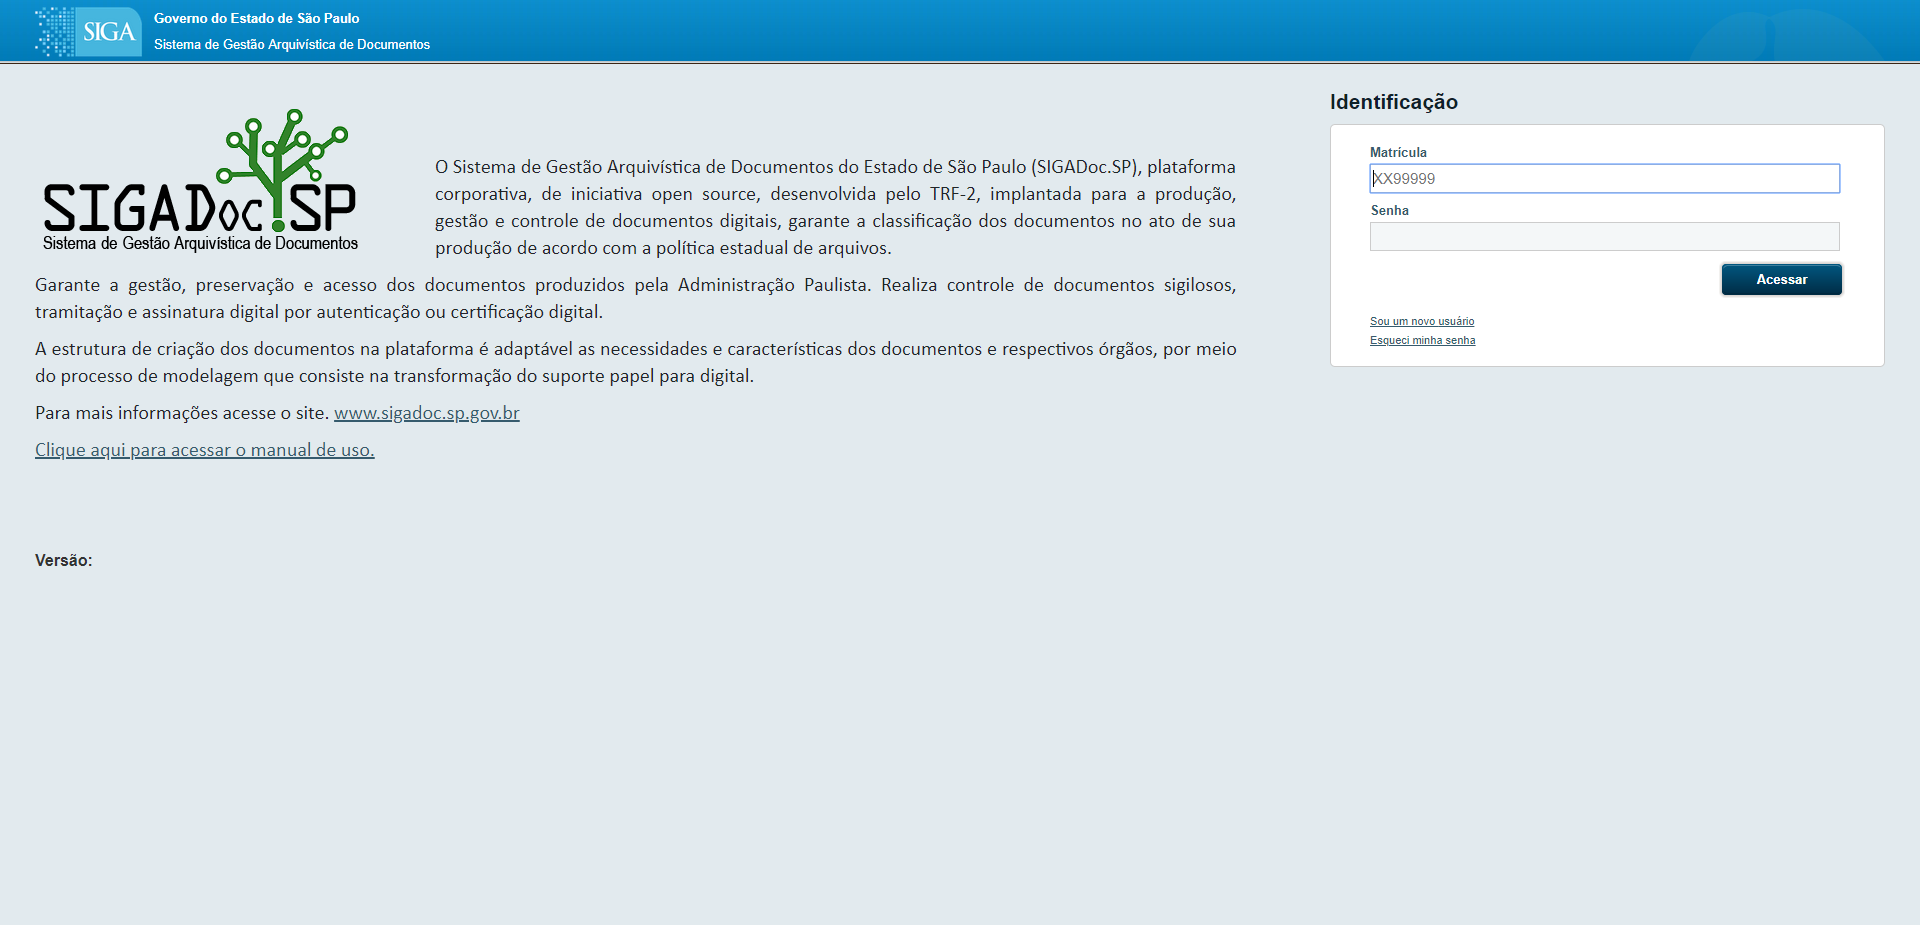 SIGA
Governo do Estado de São Paulo
Sistema de Gestão Arquivística de Documentos
SIGADoc.SP
Sistema de Gestão Arquivística de Documentos
O Sistema de Gestão Arquivística de Documentos do Estado de São Paulo (SIGADoc.SP), plataforma
corporativa, de iniciativa open source, desenvolvida pelo TRF-2, implantada para a produção,
gestão e controle de documentos digitais, garante a classificação dos documentos no ato de sua
produção de acordo com a política estadual de arquivos.
Garante a gestão, preservação e acesso dos documentos produzidos pela Administração Paulista. Realiza controle de documentos sigilosos,
tramitação e assinatura digital por autenticação ou certificação digital.
A estrutura de criação dos documentos na plataforma é adaptável as necessidades e características dos documentos e respectivos órgãos, por meio
do processo de modelagem que consiste na transformação do suporte papel para digital.
Para mais informações acesse o site. www.sigadoc.sp.gov.br
Clique aqui para acessar o manual de uso.
Versão:
Identificação
Matrícula
XX99999
Senha
Acessar
Sou um novo usuário
Esqueci minha senha